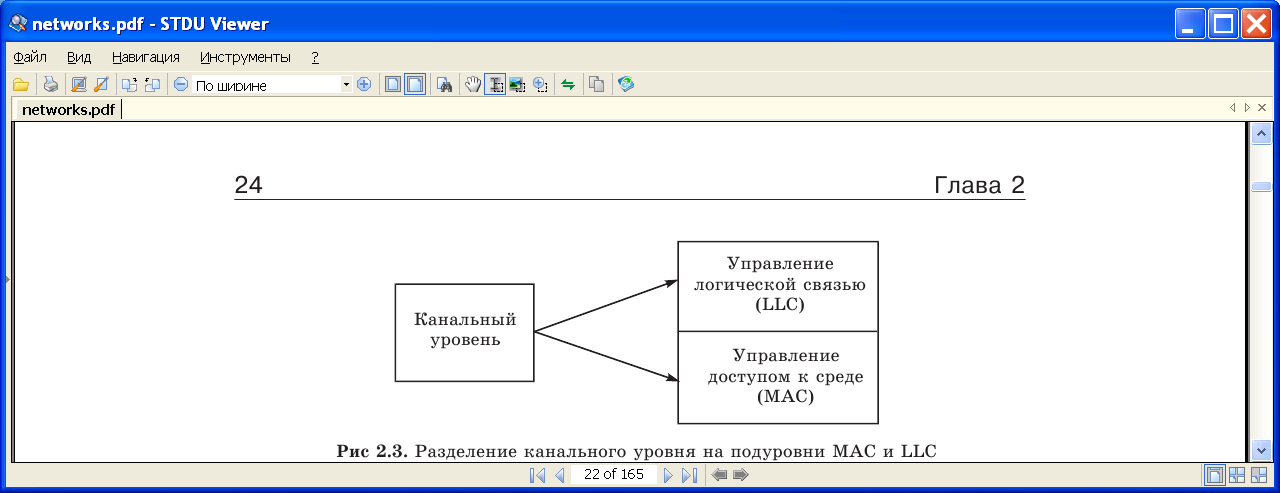 networks.pdf - STDU Viewer
Файл Вид Навигация Инструменты ?
По ширине
networks.pdf
24 Глава 2
Управление
логической связью
(LLC)
Канальный
уровень
Управление
доступом к среде
(MAC)
Рис 2.3. Разделение канального уровня на подуровни MAC и LLC
22 of 165